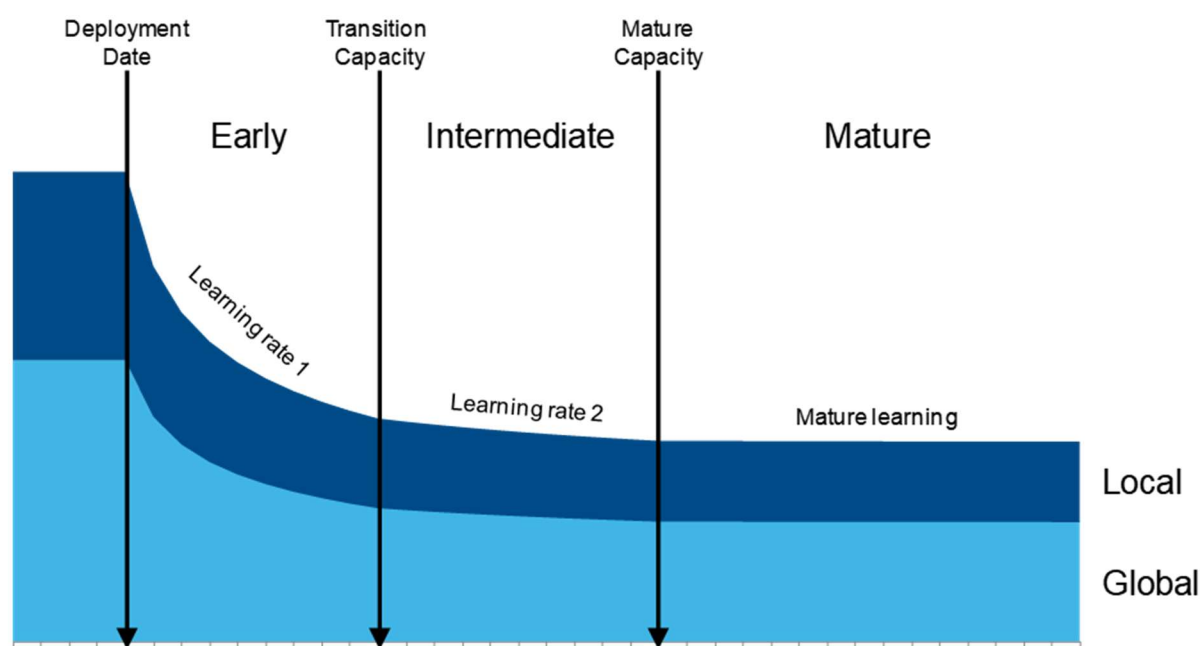 Deployment
Date
Transition
Capacity
Mature
Capacity
Early
Intermediate
Mature
Learning rate 1
Learning rate 2
Mature learning
Local
Global